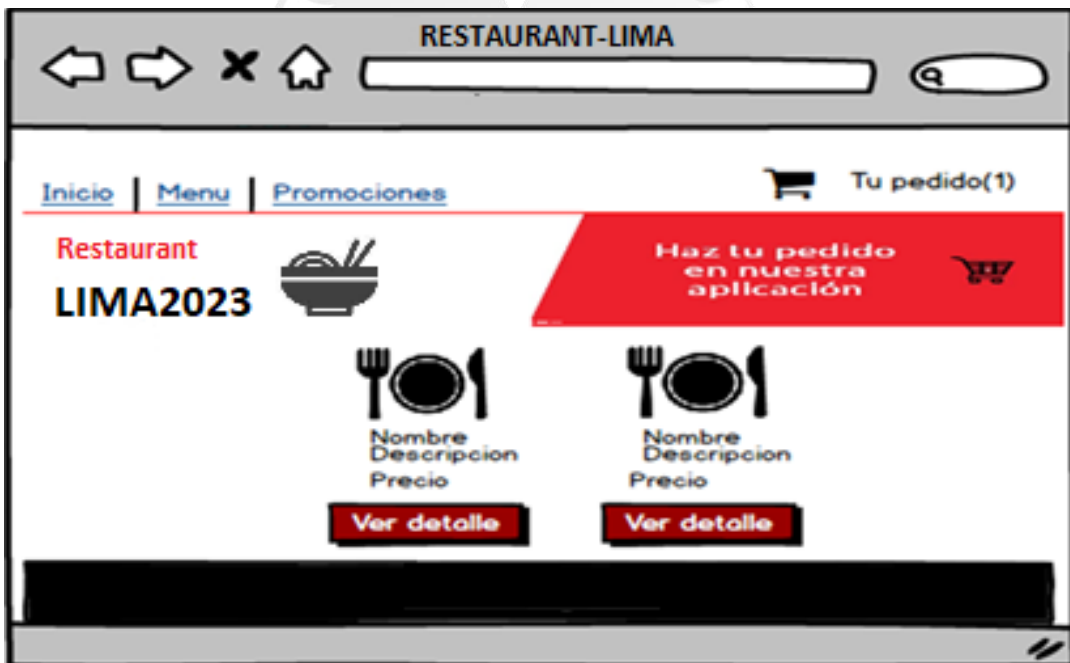 RESTAURANT-LIMA
Inicio | Menu | Promociones
Tu pedido(1)
Restaurant
LIMA2023
Haz tu pedido
en nuestra
aplicación
Nombre
Descripcion
Precio
Ver detalle
Nombre
Descripcion
Precio
Ver detalle